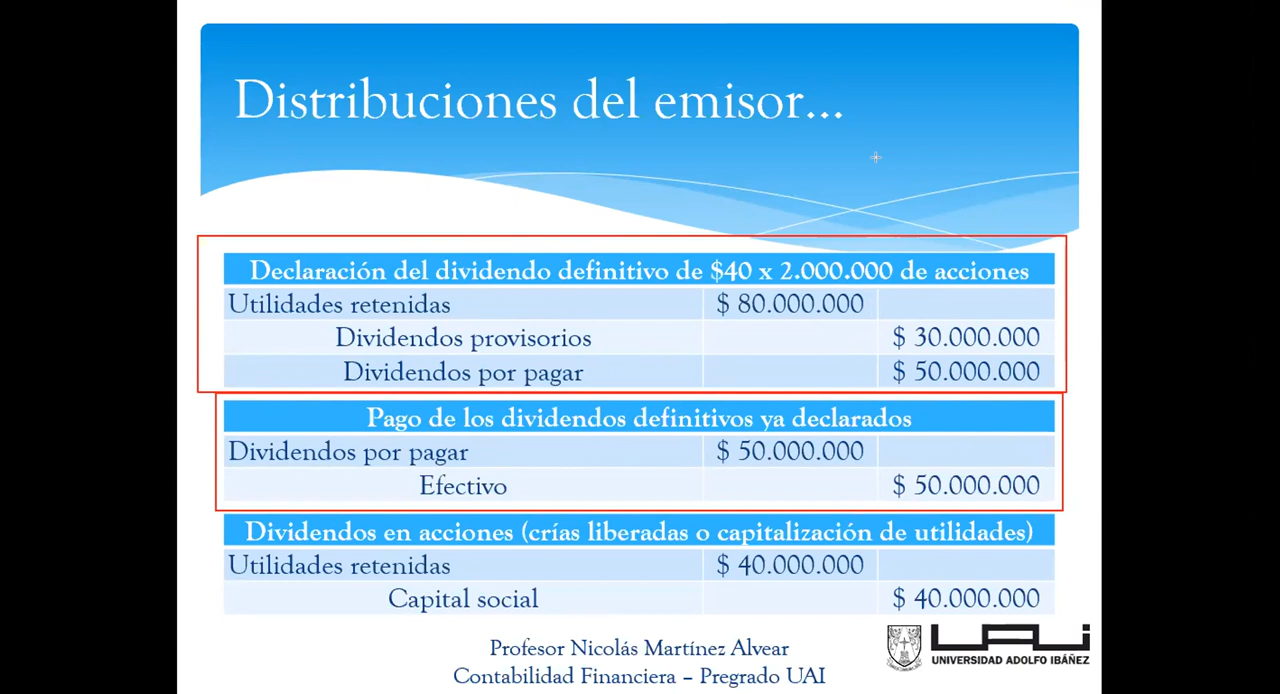 Distribuciones del emisor...
Declaración del dividendo definitivo de $40 x 2.000.000 de acciones
Utilidades retenidas $ 80.000.000
Dividendos provisorios $ 30.000.000
Dividendos por pagar $ 50.000.000
Pago de los dividendos definitivos ya declarados
Dividendos por pagar $ 50.000.000
Efectivo $ 50.000.000
Dividendos en acciones (crías liberadas o capitalización de utilidades)
Utilidades retenidas $ 40.000.000
Capital social $ 40.000.000
Profesor Nicolás Martínez Alvear
Contabilidad Financiera – Pregrado UAI
UAI
UNIVERSIDAD ADOLFO IBÁÑEZ